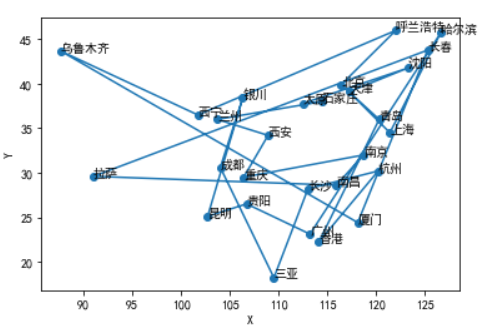 呼兰浩特
哈尔滨
乌鲁木齐
长春
沈阳
北京
天津
银川
石家庄
西宁
兰州
青岛
上海
西安
南京
成都
杭州
拉萨
重庆
南昌
长沙
贵阳
昆明
厦门
广州
香港
三亚
45
40
35
30
25
20
Y
90
95
100
105
110
115
120
125
X